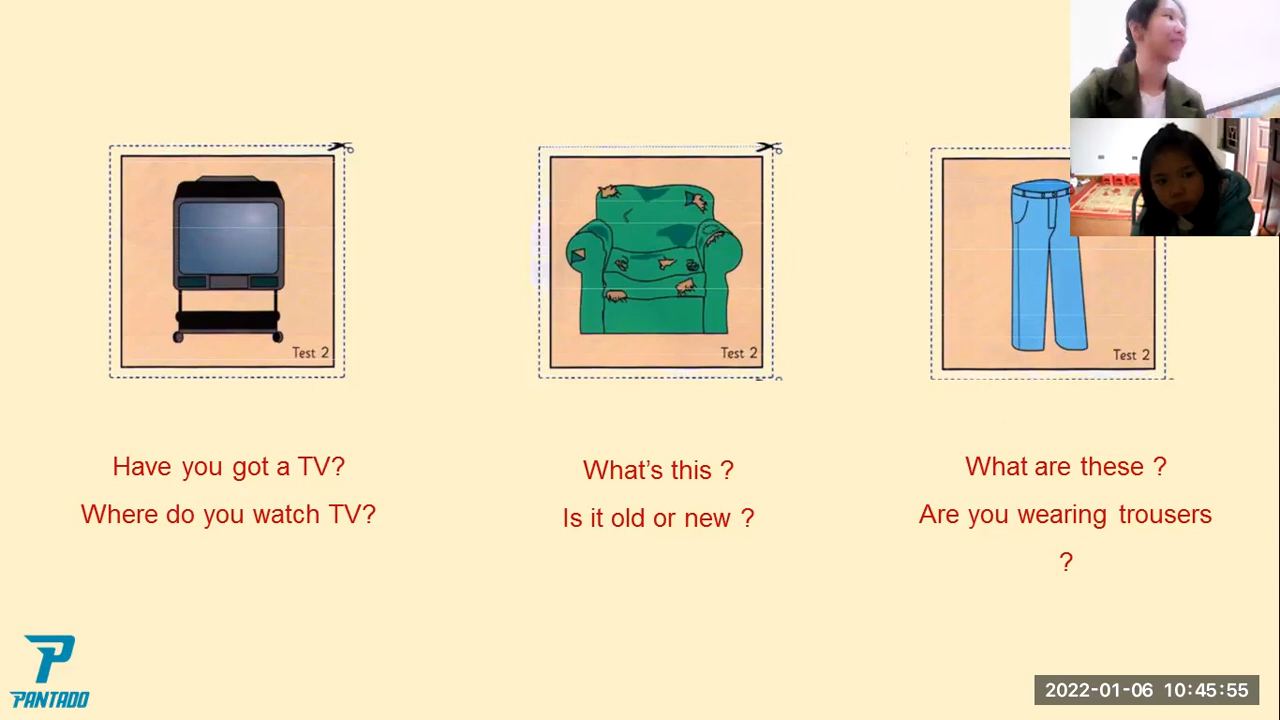 Test 2
Test 2
Test 2
Have you got a TV?
Where do you watch TV?
What's this ?
Is it old or new ?
What are these ?
Are you wearing trousers
?
PANTADO
2022-01-06 10:45:55